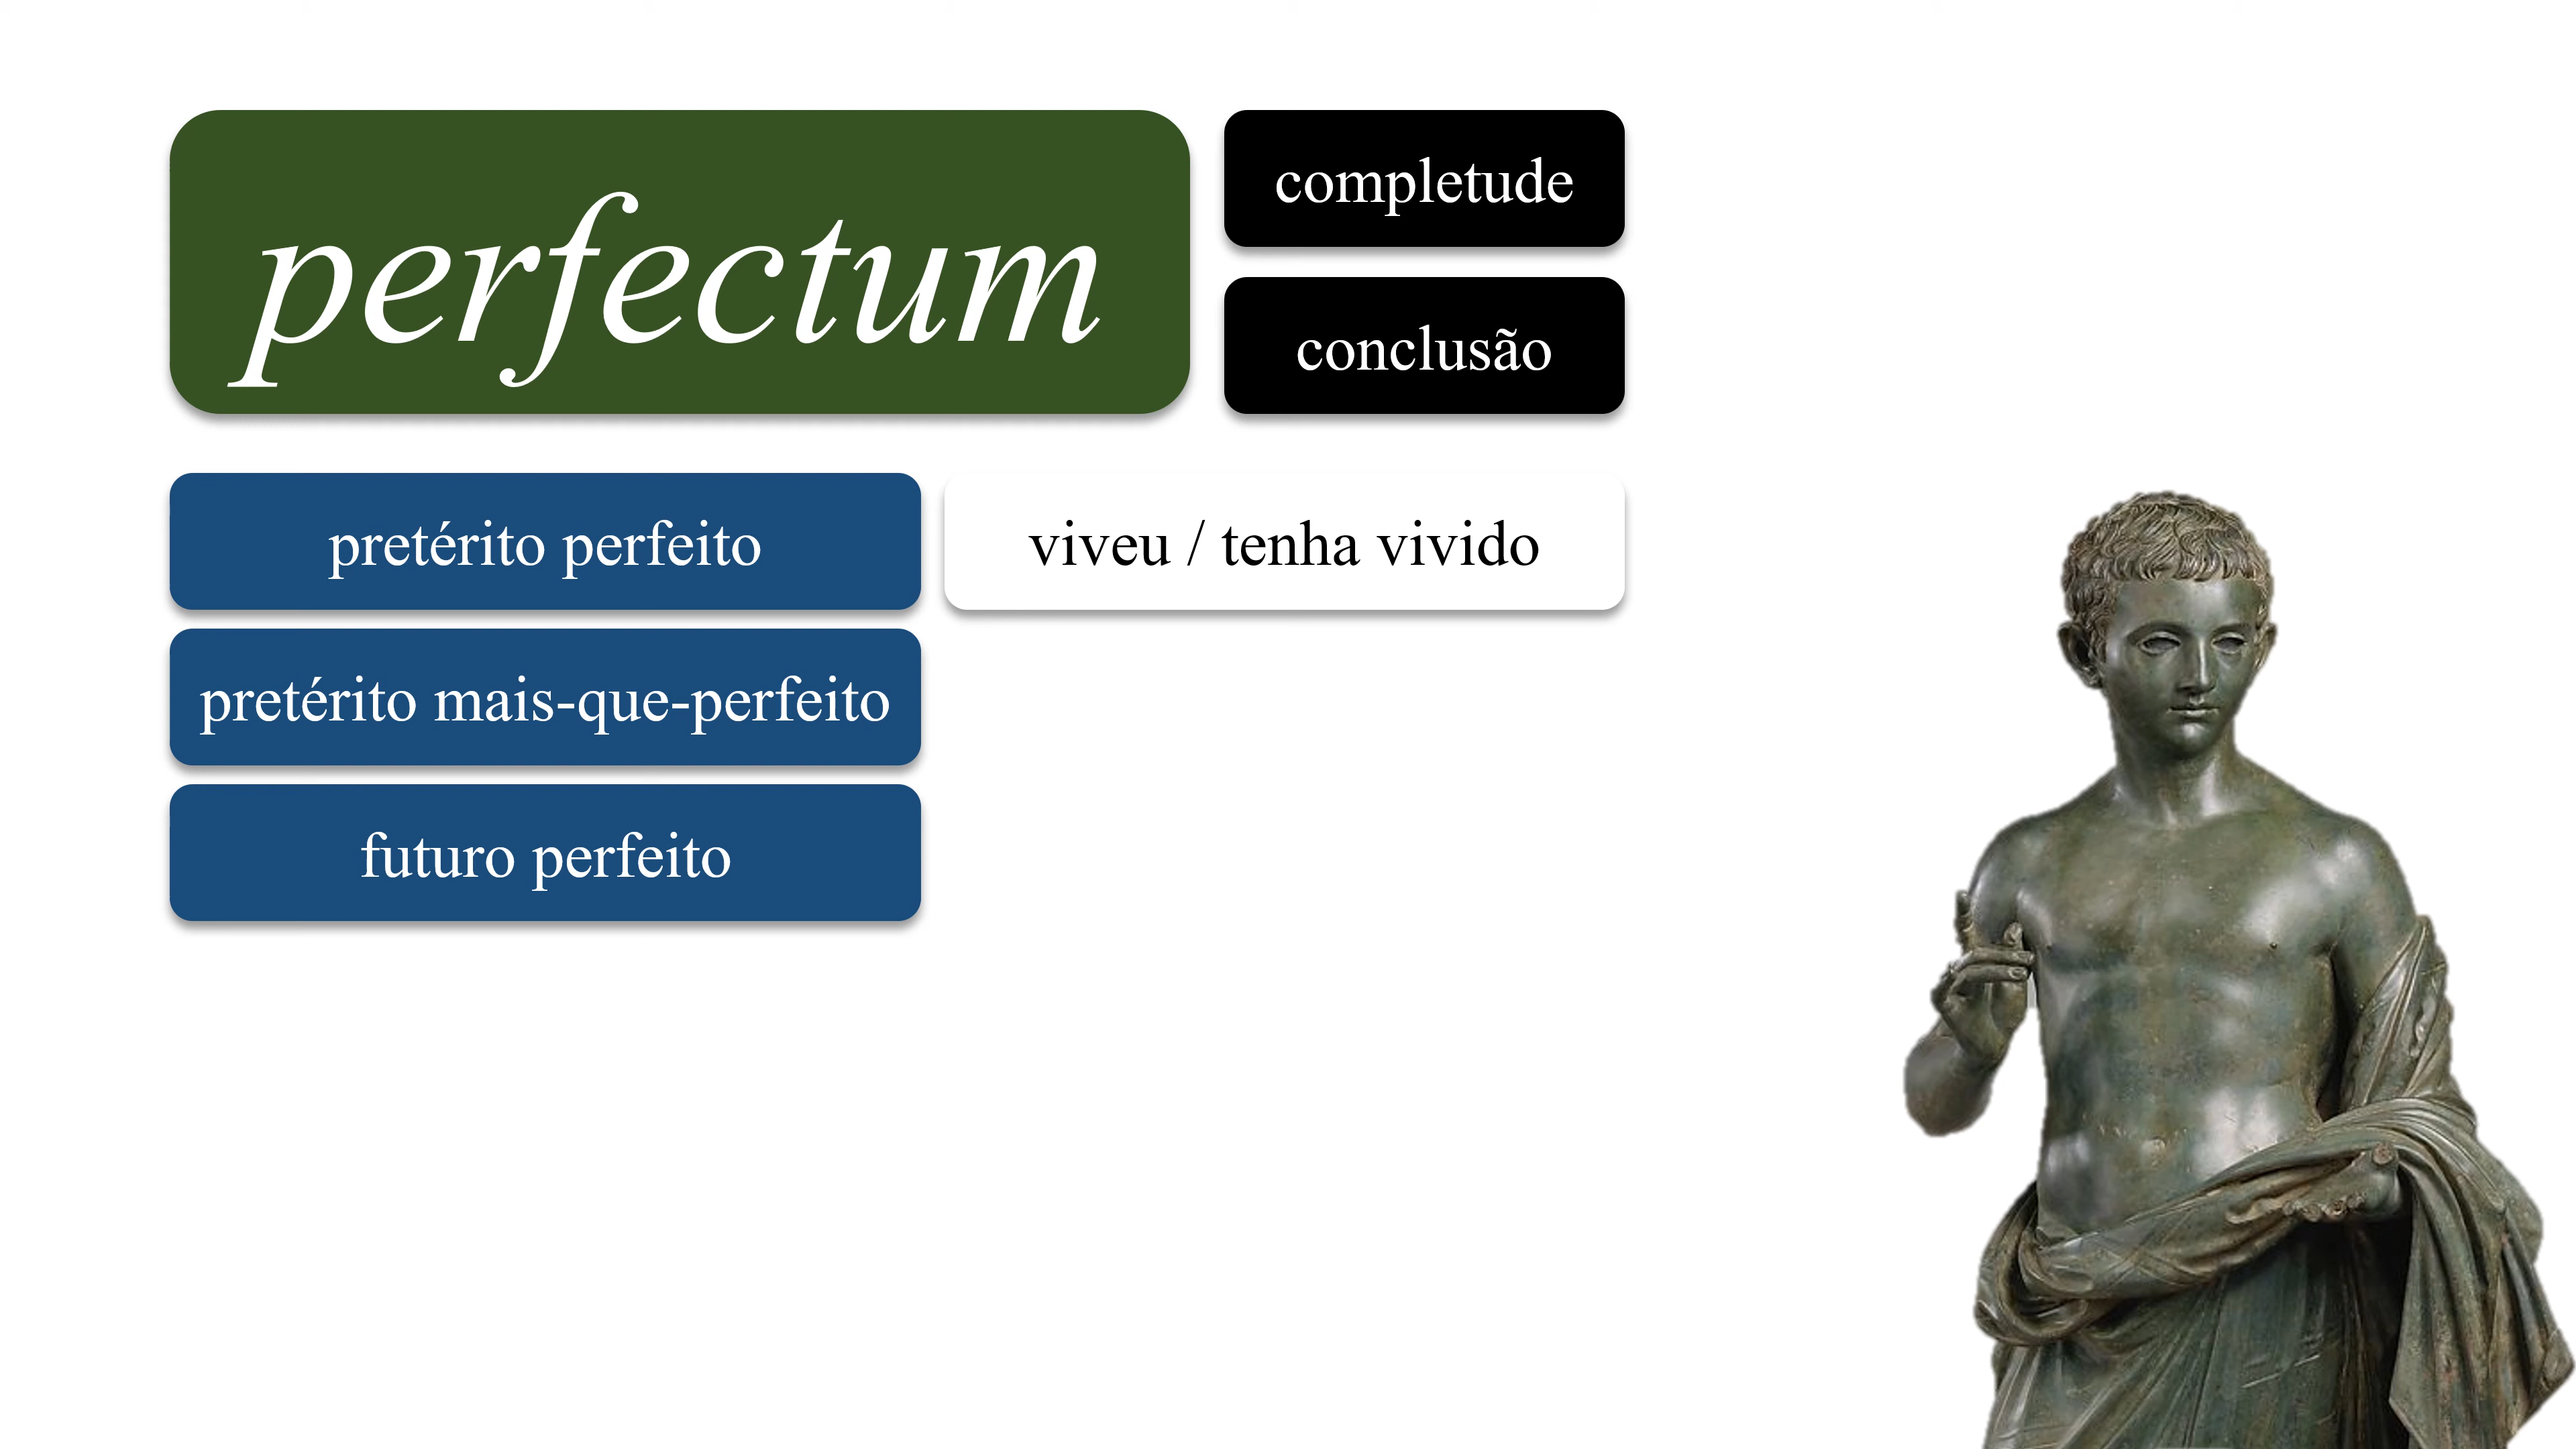 perfectum
completude
conclusão
pretérito perfeito
viveu / tenha vivido
pretérito mais-que-perfeito
futuro perfeito